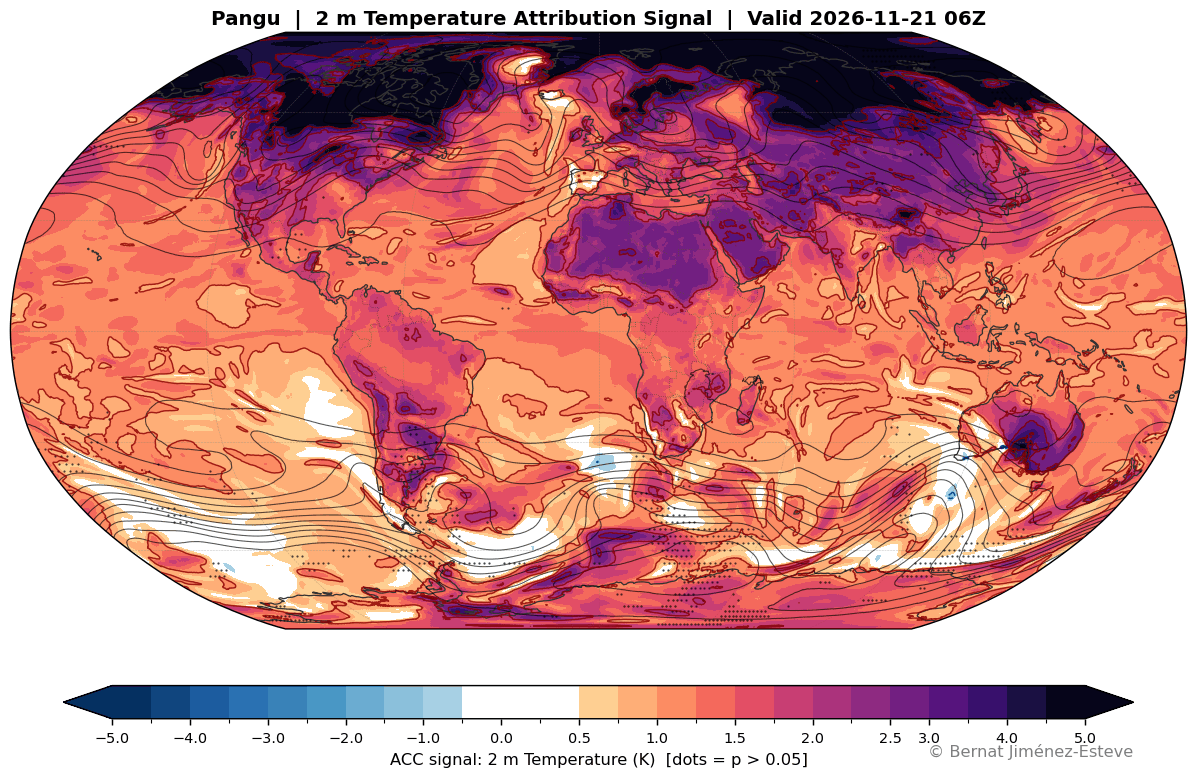 Pangu | 2 m Temperature Attribution Signal | Valid 2026-11-21 06Z
−5.0 −4.0 −3.0 −2.0 −1.0 0.0 0.5 1.0 1.5 2.0 2.5 3.0 4.0 5.0
© Bernat Jiménez-Esteve
ACC signal: 2 m Temperature (K) [dots = p > 0.05]